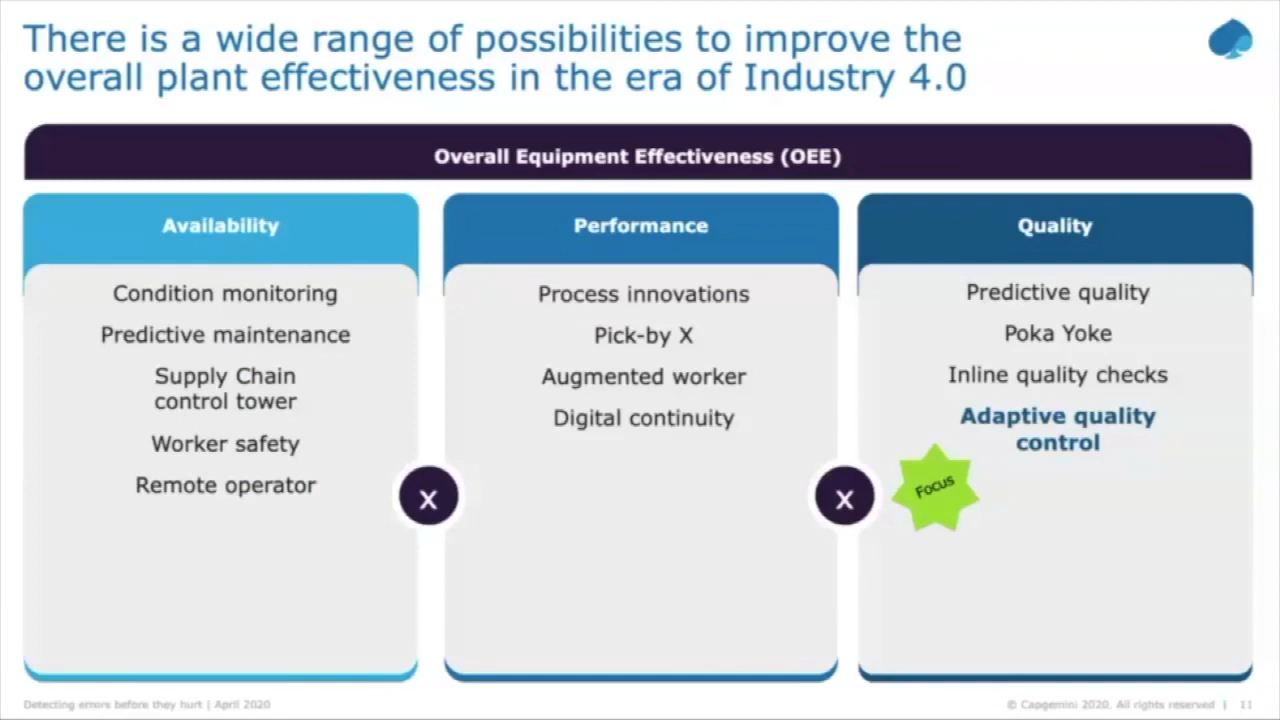 There is a wide range of possibilities to improve the
overall plant effectiveness in the era of Industry 4.0
Overall Equipment Effectiveness (OEE)
Availability
Condition monitoring
Predictive maintenance
Supply Chain
control tower
Worker safety
Remote operator
X
Performance
Process innovations
Pick-by X
Augmented worker
Digital continuity
X
Quality
Predictive quality
Poka Yoke
Inline quality checks
Adaptive quality
control
Focus
Detecting errors before they hurt | April 2020
© Capgemini 2020. All rights reserved | 11